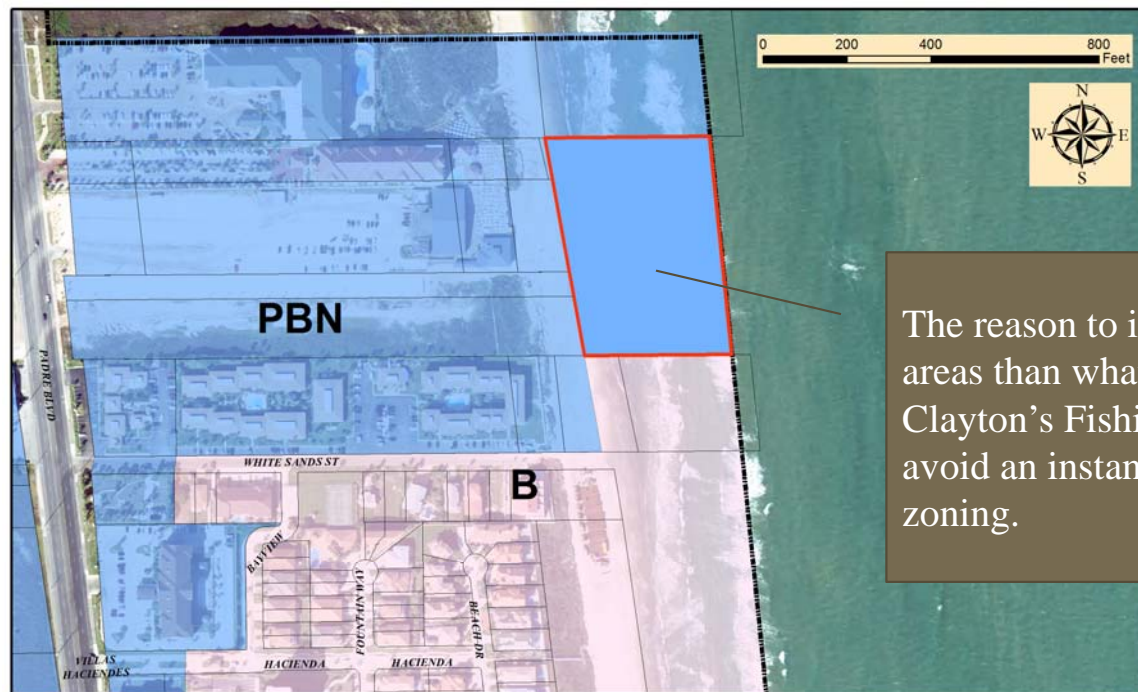 0 200 400 800
Feet
N
W E
S
The reason to i
areas than wha
Clayton's Fishi
avoid an instan
zoning.
PBN
PADRE BLVD
WHITE SANDS ST
B
BAYVIEW
FOUNTAIN WAY
BEACH DR
VILLAS
HACIENDES
HACIENDA HACIENDA